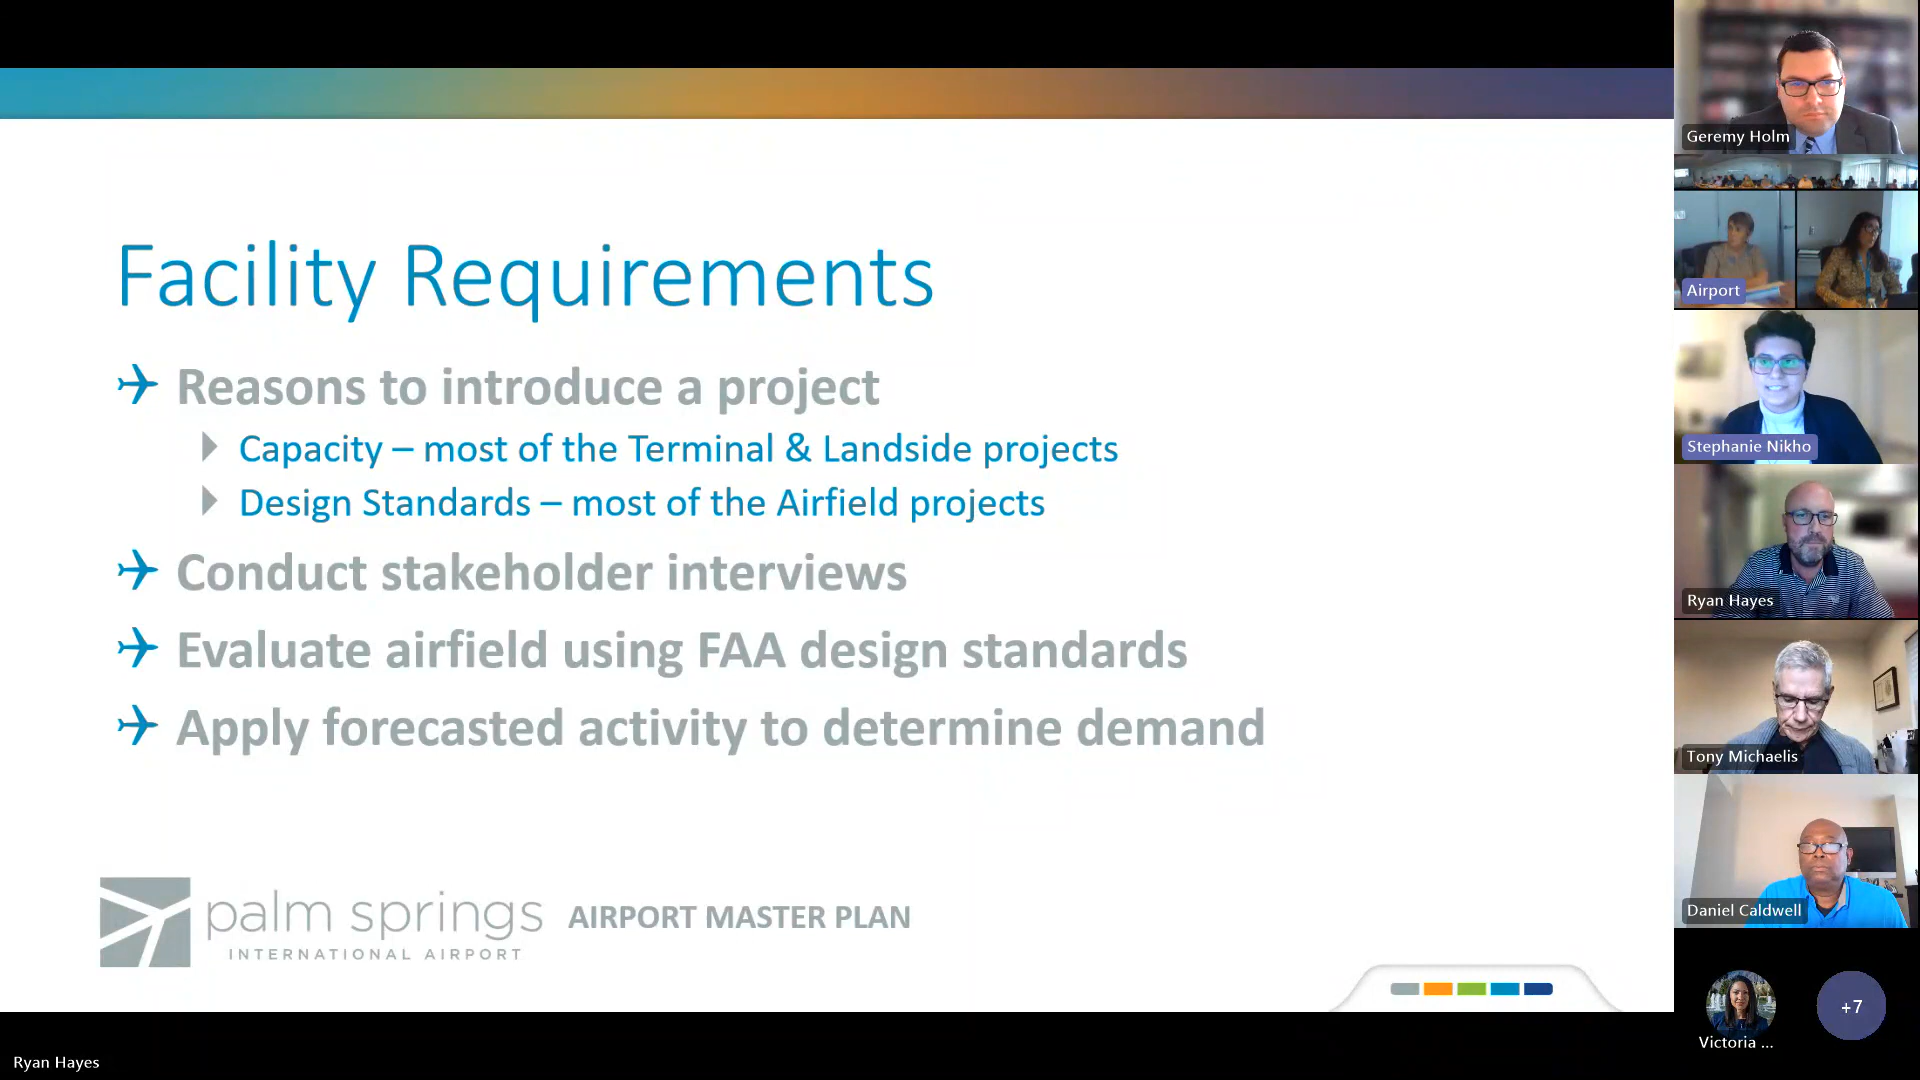 Facility Requirements
Reasons to introduce a project
Capacity – most of the Terminal & Landside projects
Design Standards – most of the Airfield projects
Conduct stakeholder interviews
Evaluate airfield using FAA design standards
Apply forecasted activity to determine demand
palm springs
INTERNATIONAL AIRPORT
AIRPORT MASTER PLAN
Ryan Hayes
Geremy Holm
Airport
Stephanie Nikho
Ryan Hayes
Tony Michaelis
Daniel Caldwell
Victoria ...
+7